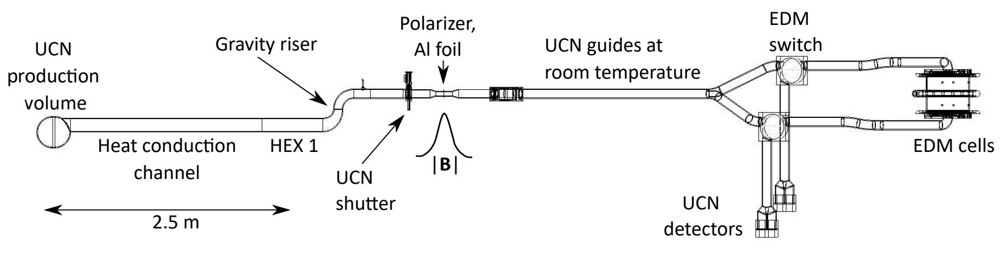 UCN
production
volume
Gravity riser
Polarizer,
Al foil
UCN guides at
room temperature
EDM
switch
Heat conduction
channel
HEX 1
UCN
shutter
|B|
EDM cells
2.5 m
UCN
detectors